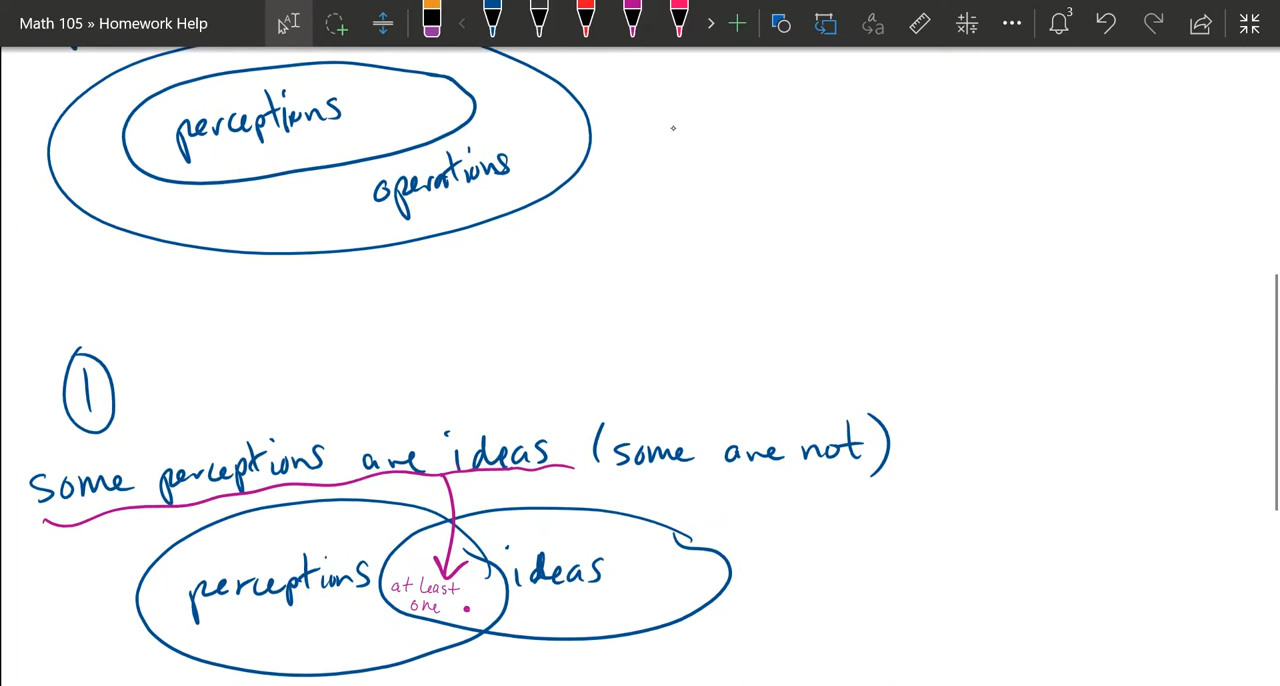 Math 105 » Homework Help
3
perceptions
operations
1
some perceptions are ideas (some are not)
perceptions
ideas
at least
one